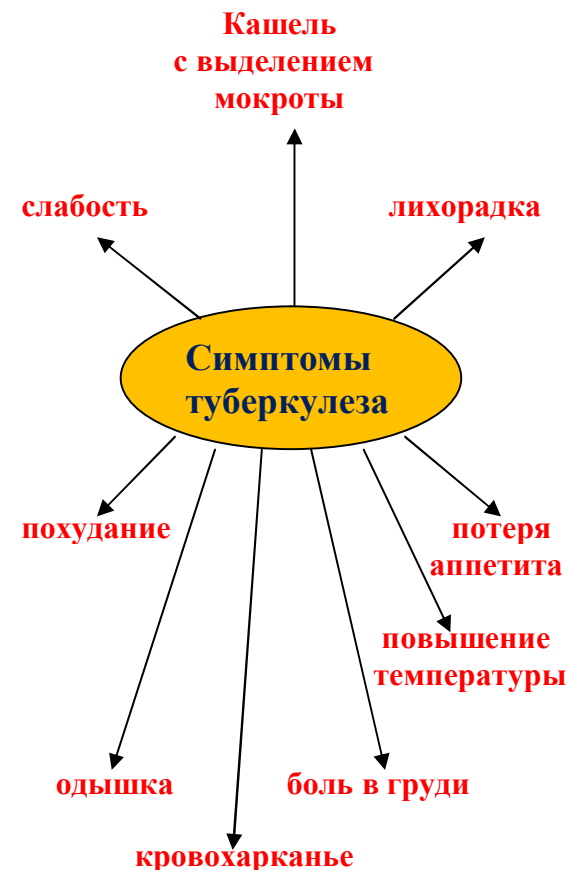 Кашель
с выделением
мокроты
слабость
лихорадка
Симптомы
туберкулеза
похудание
потеря
аппетита
повышение
температуры
одышка
боль в груди
кровохарканье